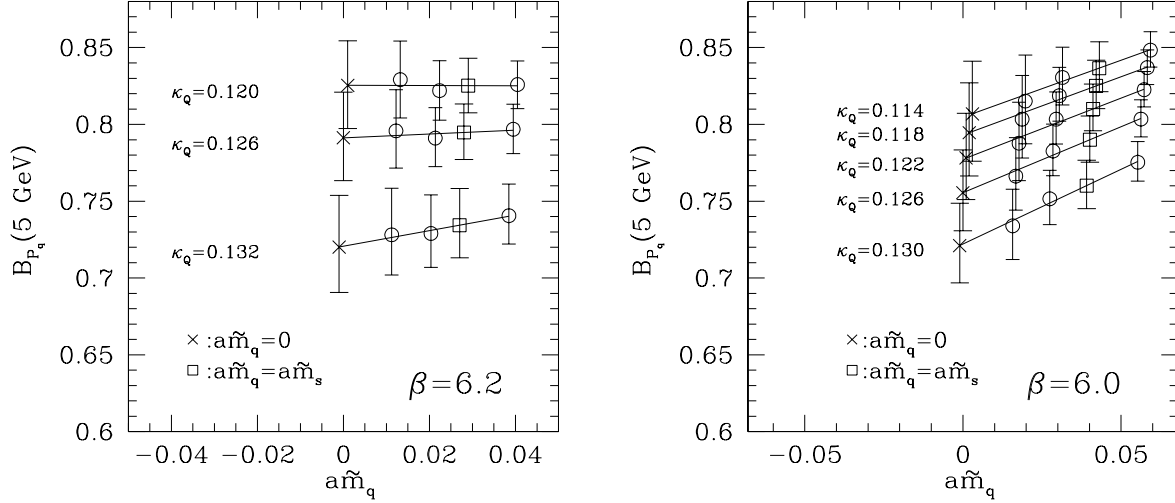 0.85
0.8
0.75
0.7
0.65
0.6
B_{P_q}(5 GeV)
κ_Q=0.120
κ_Q=0.126
κ_Q=0.132
× :am̃_q=0
□ :am̃_q=am̃_s
β=6.2
−0.04 −0.02 0 0.02 0.04
am̃_q
0.85
0.8
0.75
0.7
0.65
0.6
B_{P_q}(5 GeV)
κ_Q=0.114
κ_Q=0.118
κ_Q=0.122
κ_Q=0.126
κ_Q=0.130
× :am̃_q=0
□ :am̃_q=am̃_s
β=6.0
−0.05 0 0.05
am̃_q